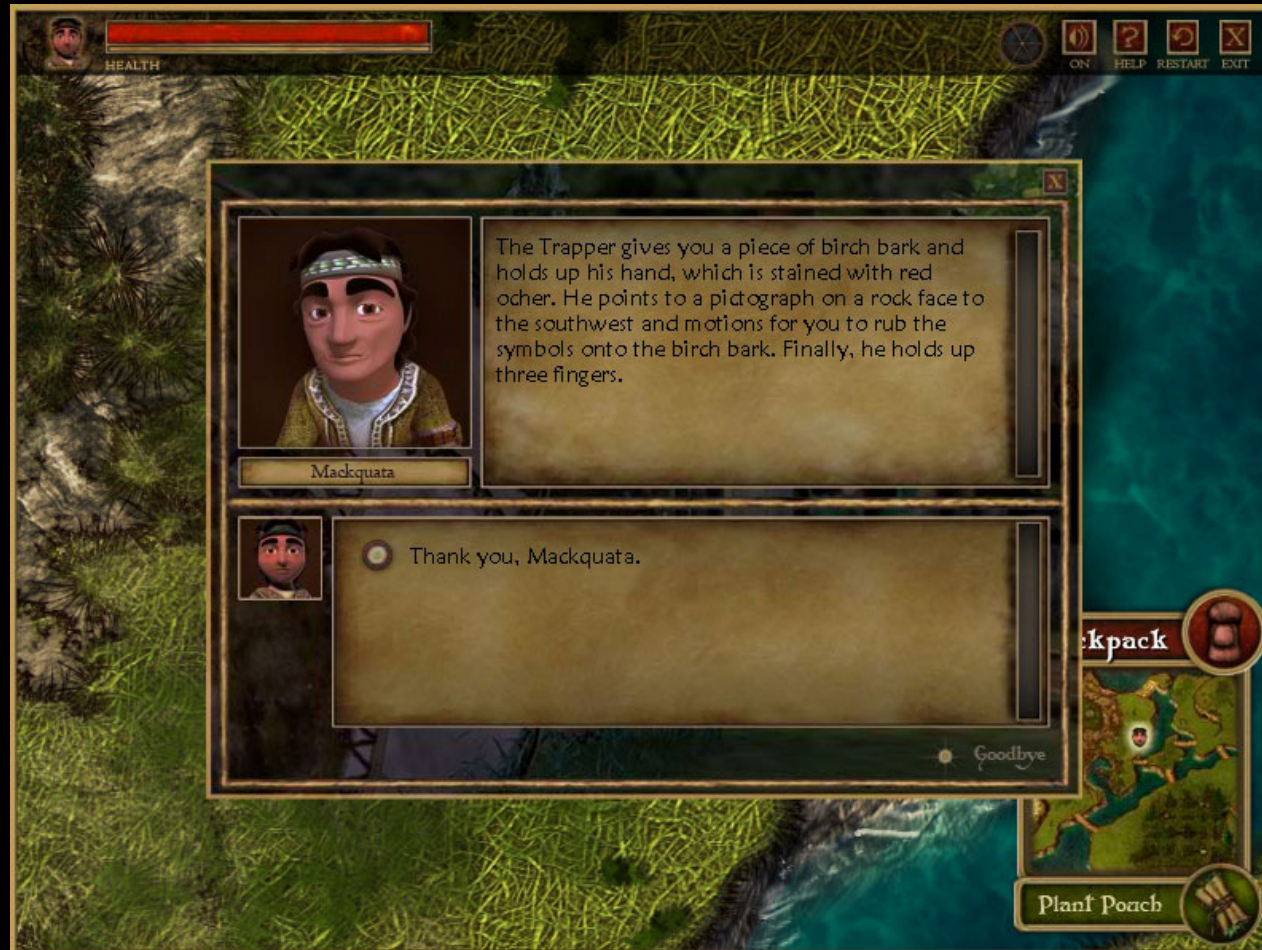 HEALTH
ON HELP RESTART EXIT
X
The Trapper gives you a piece of birch bark and
holds up his hand, which is stained with red
ocher. He points to a pictograph on a rock face to
the southwest and motions for you to rub the
symbols onto the birch bark. Finally, he holds up
three fingers.
Mackquata
Thank you, Mackquata.
ckpack
Goodbye
Plant Pouch